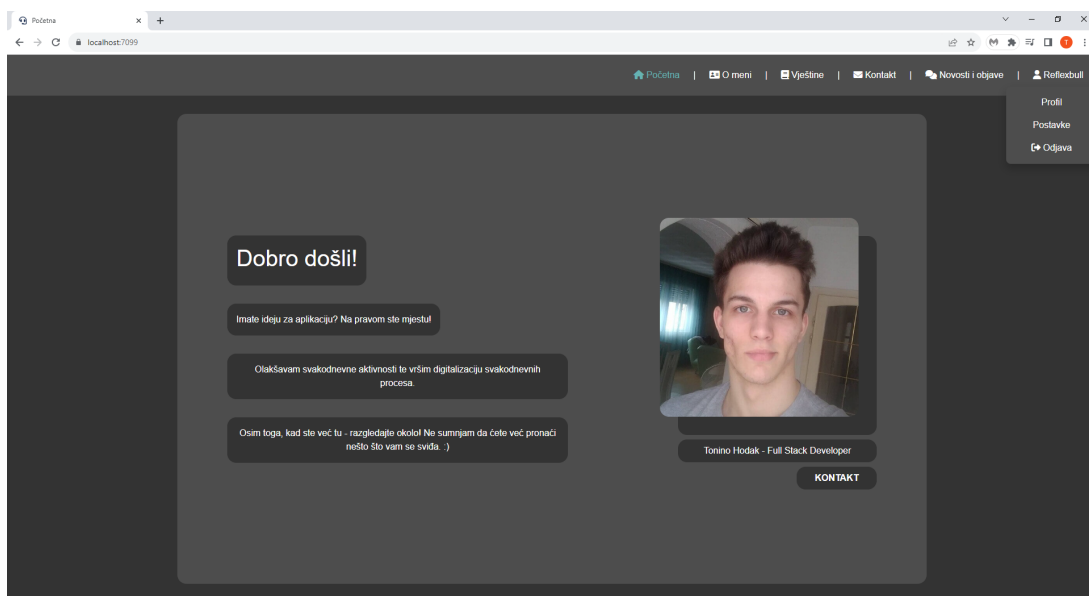 Početna
localhost:7099
T
Početna | O meni | Vještine | Kontakt | Novosti i objave | Reflexbull
Profil
Postavke
Odjava
Dobro došli!
Imate ideju za aplikaciju? Na pravom ste mjestu!
Olakšavam svakodnevne aktivnosti te vršim digitalizaciju svakodnevnih
procesa.
Osim toga, kad ste već tu - razgledajte okolo! Ne sumnjam da ćete već pronaći
nešto što vam se sviđa. :)
Tonino Hodak - Full Stack Developer
KONTAKT